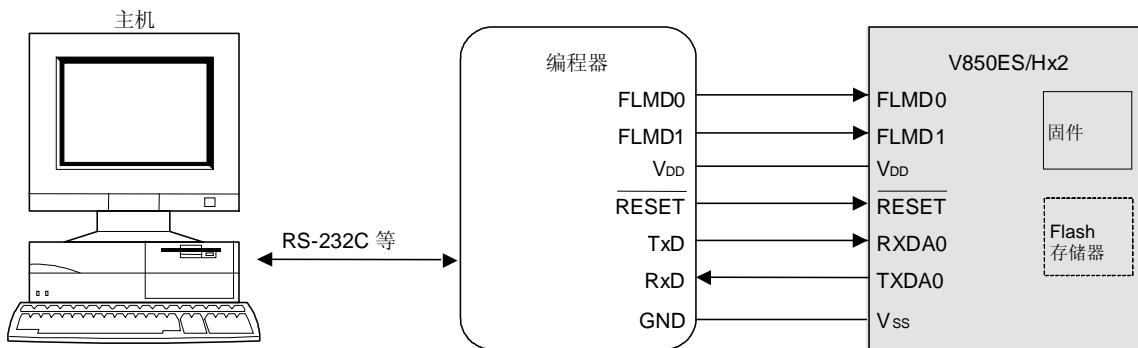 主机
RS-232C 等
编程器
FLMD0
FLMD1
VDD
RESET
TxD
RxD
GND
V850ES/Hx2
FLMD0
FLMD1
VDD
RESET
RXDA0
TXDA0
VSS
固件
Flash
存储器